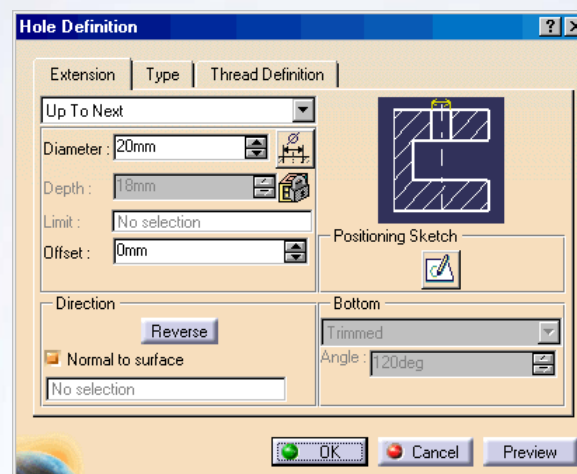 Hole Definition
Extension Type Thread Definition
Up To Next
Diameter : 20mm
Depth : 18mm
Limit : No selection
Offset : 0mm
Positioning Sketch
Direction
Reverse
Normal to surface
No selection
Bottom
Trimmed
Angle : 120deg
OK Cancel Preview